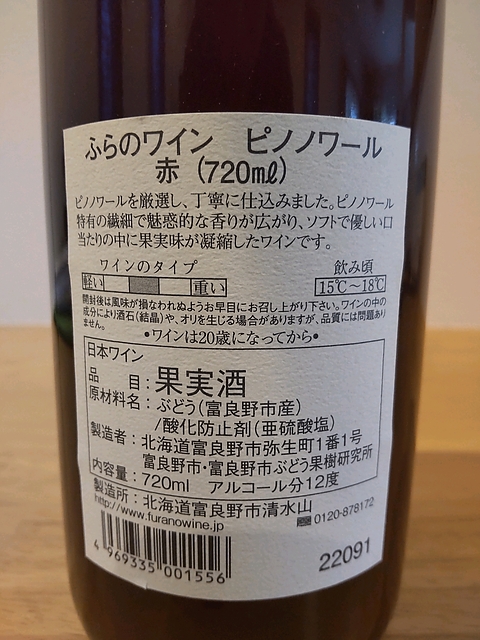 ふらのワイン ピノノワール
赤 (720mℓ)
ピノノワールを厳選し、丁寧に仕込みました。ピノノワール
特有の繊細で魅惑的な香りが広がり、ソフトで優しい口
当たりの中に果実味が凝縮したワインです。
ワインのタイプ 飲み頃
軽い 重い 15℃〜18℃
開封後は風味が損なわれぬようお早目にお召し上がり下さい。ワインの中の
成分により酒石(結晶)や、オリを生じる場合がありますが、品質には問題あり
ません。
•ワインは20歳になってから•
日本ワイン
品 目:果実酒
原材料名:ぶどう(富良野市産)
/酸化防止剤(亜硫酸塩)
製造者:北海道富良野市弥生町1番1号
富良野市・富良野市ぶどう果樹研究所
内容量:720ml アルコール分12度
製造所:北海道富良野市清水山
http://www.furanowine.jp 0120-878172
4 969335 001556
22091